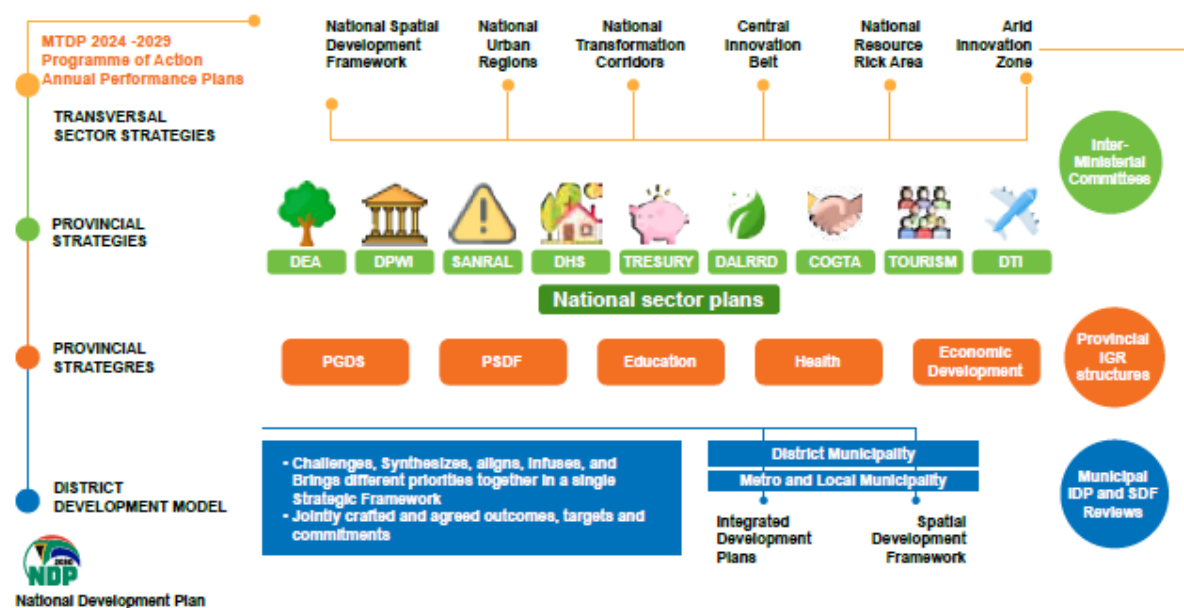 MTDP 2024 -2029
Programme of Action
Annual Performance Plans
National Spatial
Development
Framework
National
Urban
Regions
National
Transformation
Corridors
Central
Innovation
Belt
National
Resource
Rick Area
Arid
Innovation
Zone
TRANSVERSAL
SECTOR STRATEGIES
Inter-
Ministerial
Committees
PROVINCIAL
STRATEGIES
DEA
DPWI
SANRAL
DHS
TRESURY
DALRRD
COGTA
TOURISM
DTI
National sector plans
PROVINCIAL
STRATEGRES
PGDS
PSDF
Education
Health
Economic
Development
Provincial
IGR
structures
DISTRICT
DEVELOPMENT MODEL
• Challenges, Synthesizes, aligns, infuses, and
Brings different priorities together in a single
Strategic Framework
• Jointly crafted and agreed outcomes, targets and
commitments
District Municipality
Metro and Local Municipality
Integrated
Development
Plans
Spatial
Development
Framework
Municipal
IDP and SDF
Reviews
2030
NDP
National Development Plan